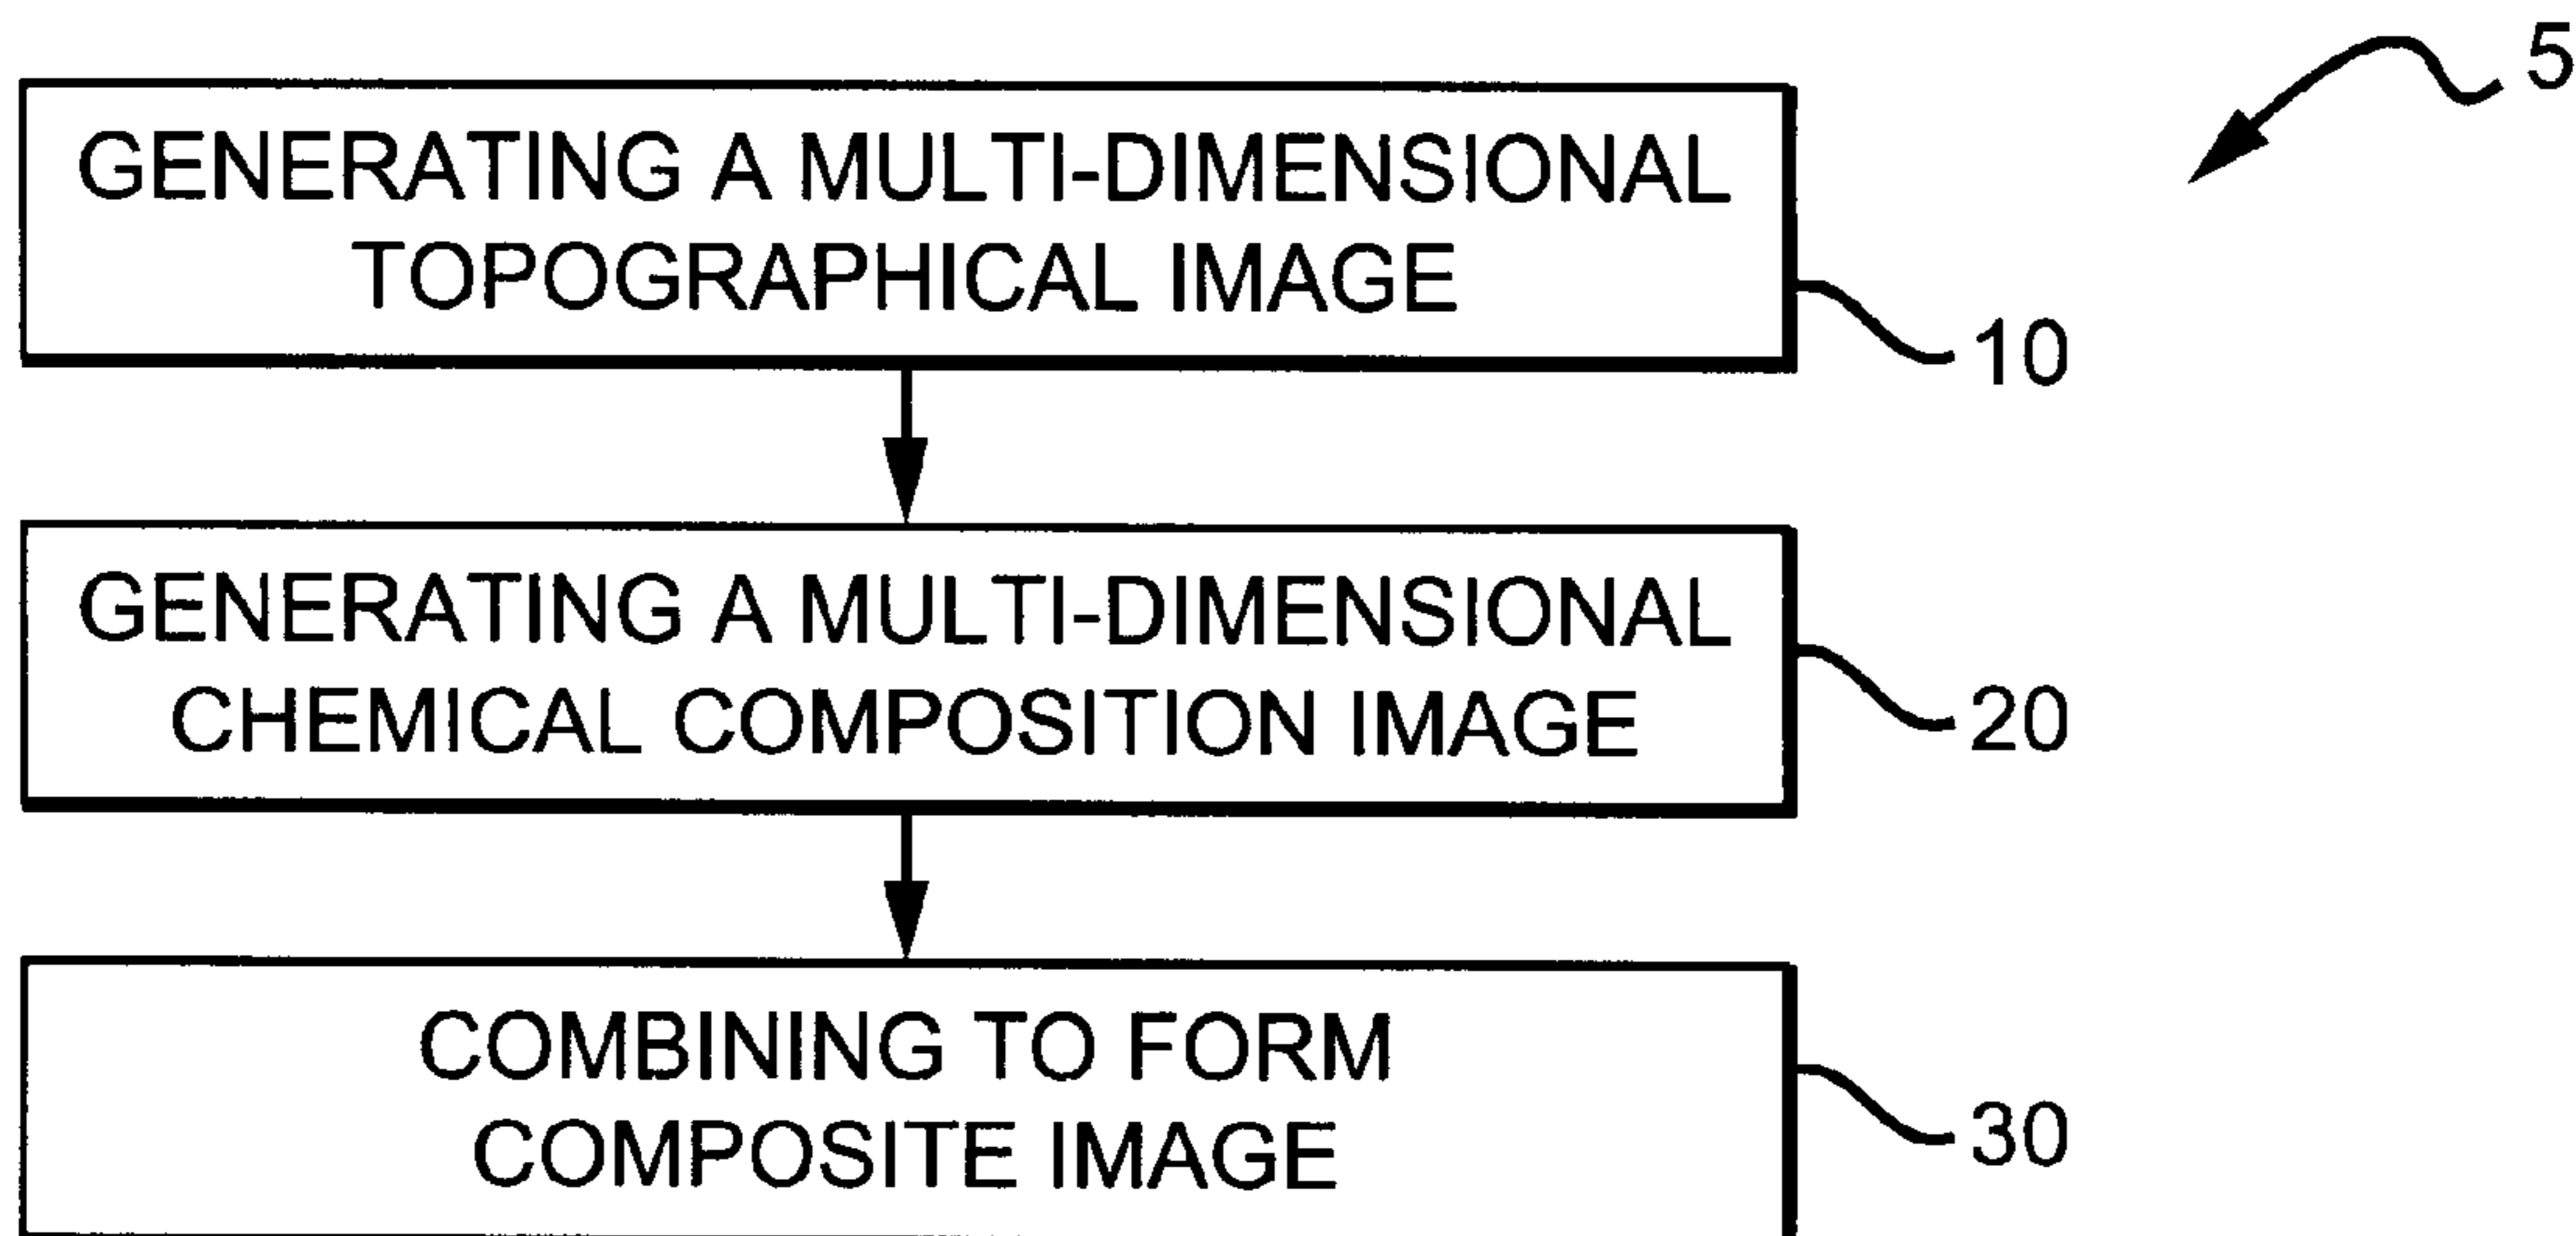 5
GENERATING A MULTI-DIMENSIONAL
TOPOGRAPHICAL IMAGE
10
GENERATING A MULTI-DIMENSIONAL
CHEMICAL COMPOSITION IMAGE
20
COMBINING TO FORM
COMPOSITE IMAGE
30